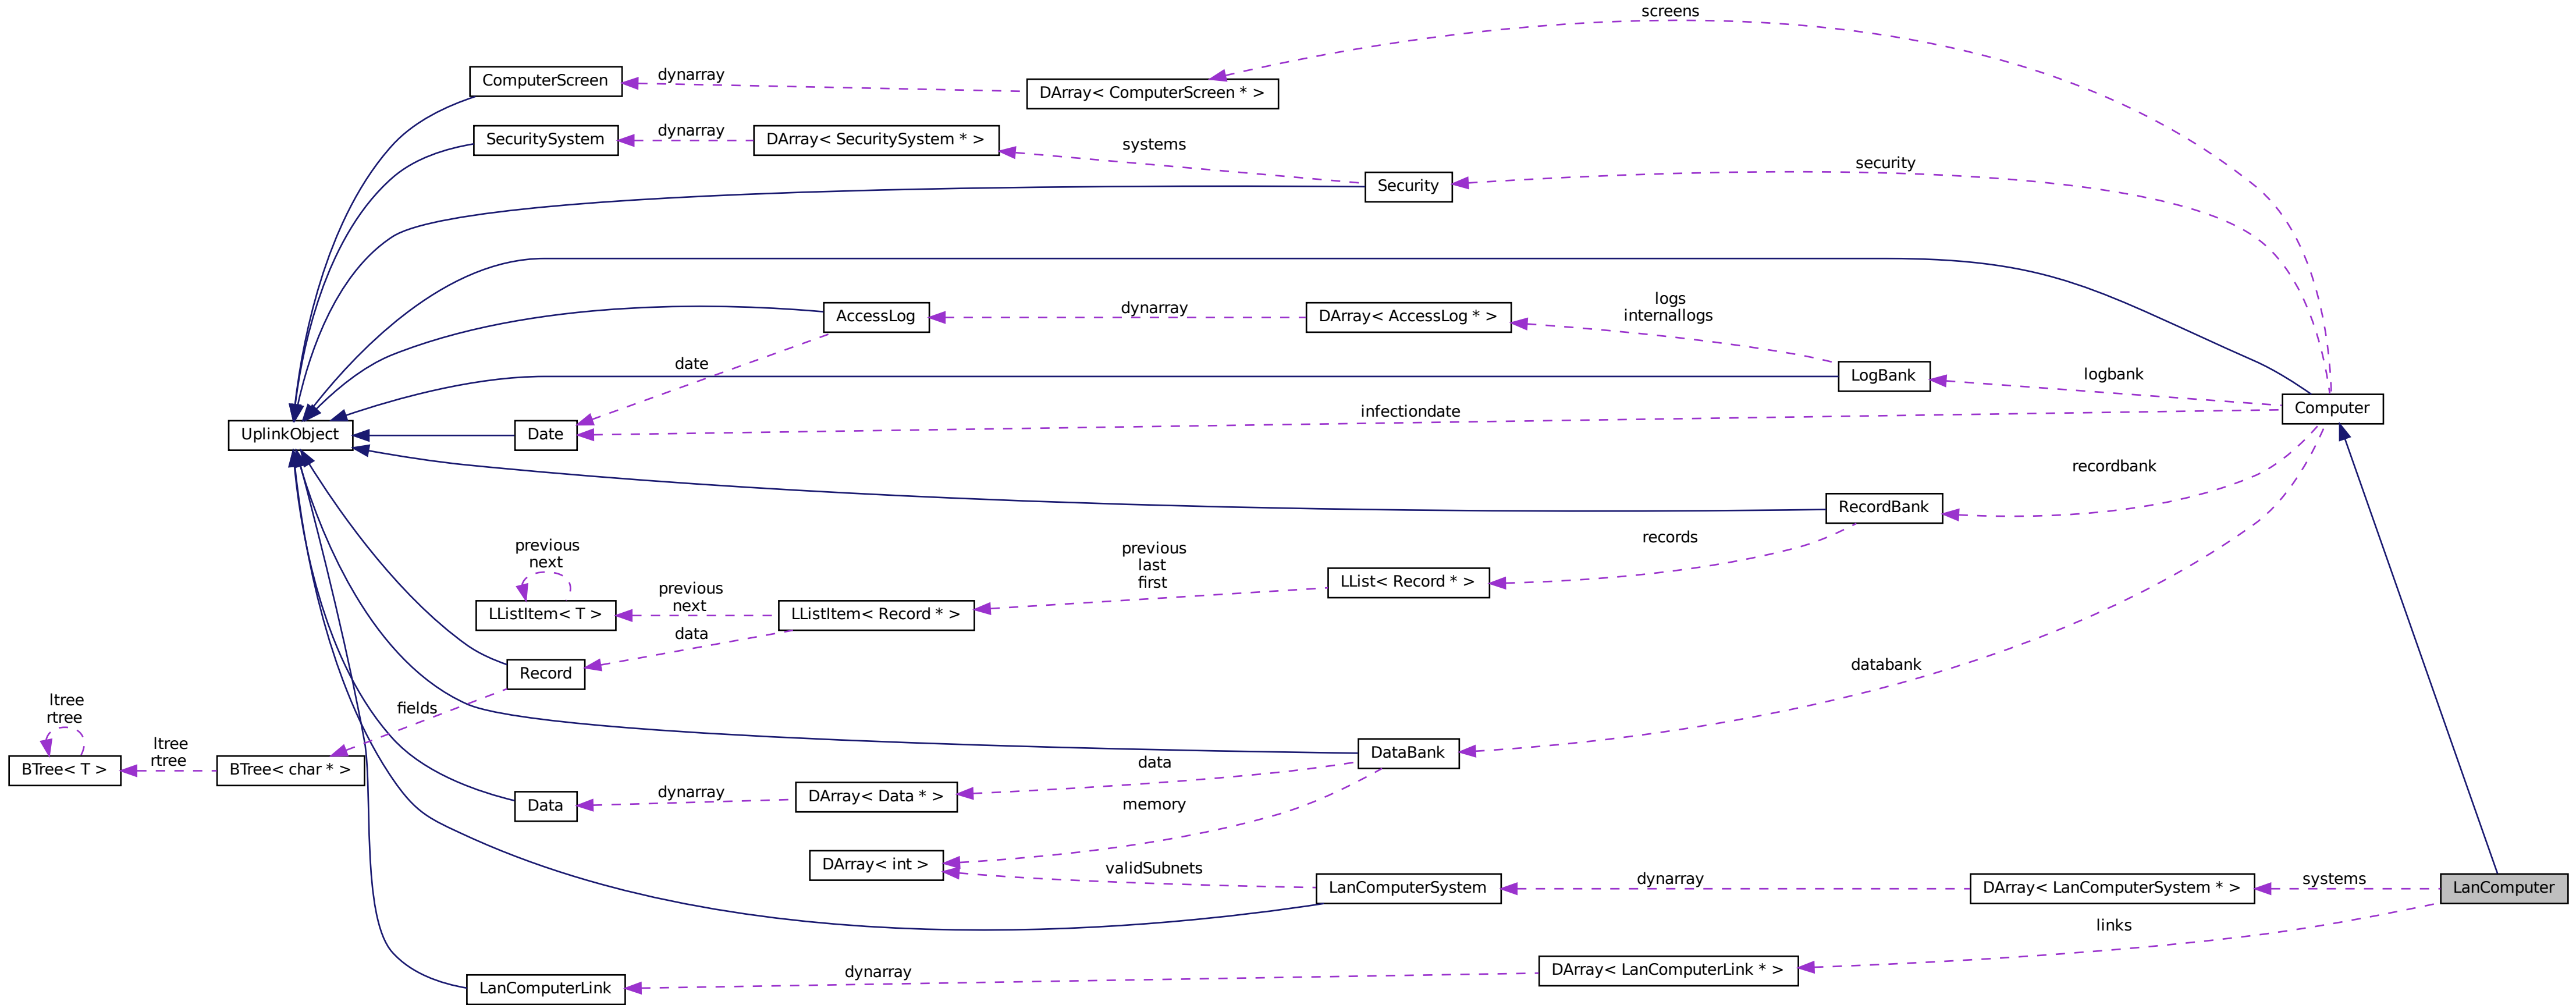 screens
ComputerScreen
dynarray
DArray< ComputerScreen * >
SecuritySystem
dynarray
DArray< SecuritySystem * >
systems
Security
security
AccessLog
dynarray
DArray< AccessLog * >
logs
internallogs
date
LogBank
logbank
Computer
infectiondate
UplinkObject
Date
recordbank
RecordBank
records
previous
next
LListItem< T >
previous
next
LListItem< Record * >
previous
last
first
LList< Record * >
data
Record
databank
fields
ltree
rtree
BTree< T >
ltree
rtree
BTree< char * >
DataBank
data
Data
dynarray
DArray< Data * >
memory
DArray< int >
validSubnets
LanComputerSystem
dynarray
DArray< LanComputerSystem * >
systems
LanComputer
links
DArray< LanComputerLink * >
dynarray
LanComputerLink